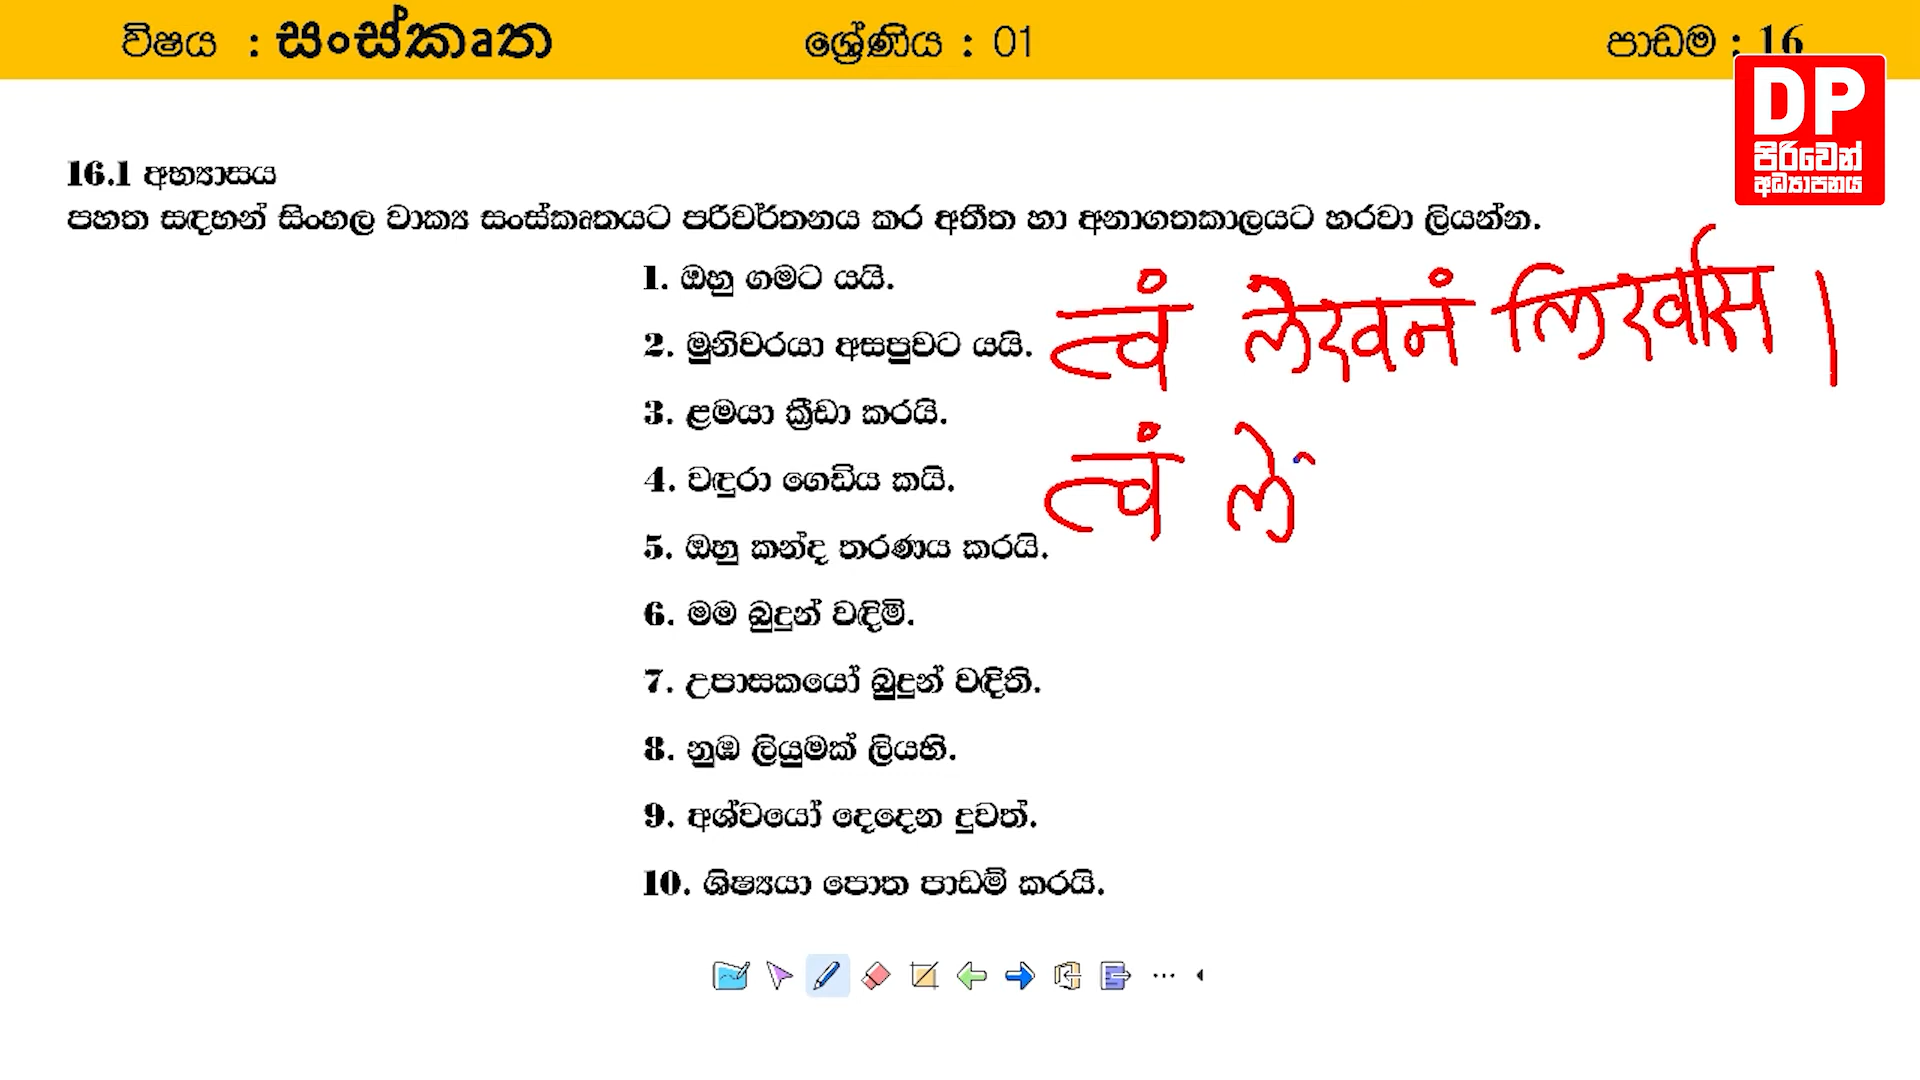 විෂය : සංස්කෘත ශ්‍රේණිය : 01 පාඩම : 16
DP
පිරිවෙන්
අධ්‍යාපනය
16.1 අභ්‍යාසය
පහත සඳහන් සිංහල වාක්‍ය සංස්කෘතයට පරිවර්තනය කර අතීත හා අනාගතකාලයට හරවා ලියන්න.
1. ඔහු ගමට යයි.
2. මුනිවරයා අසපුවට යයි.
त्वं लेखनं लिखसि ।
3. ළමයා ක්‍රීඩා කරයි.
4. වඳුරා ගෙඩිය කයි.
त्वं ले
5. ඔහු කන්ද තරණය කරයි.
6. මම බුදුන් වඳිමි.
7. උපාසකයෝ බුදුන් වඳිති.
8. නුඹ ලියුමක් ලියහි.
9. අශ්වයෝ දෙදෙන දුවත්.
10. ශිෂ්‍යයා පොත පාඩම් කරයි.